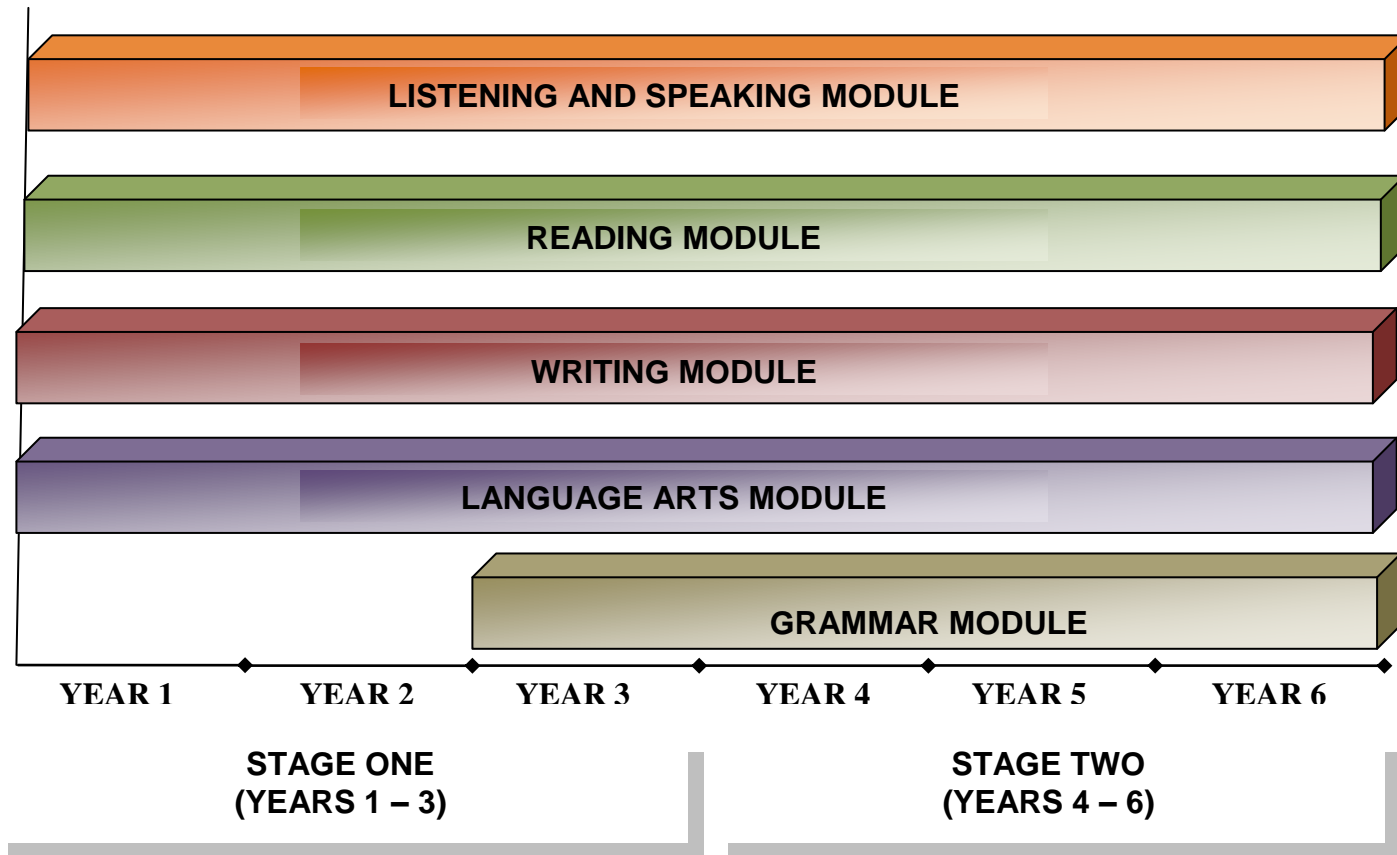 LISTENING AND SPEAKING MODULE
READING MODULE
WRITING MODULE
LANGUAGE ARTS MODULE
GRAMMAR MODULE
YEAR 1 YEAR 2 YEAR 3 YEAR 4 YEAR 5 YEAR 6
STAGE ONE
(YEARS 1 – 3)
STAGE TWO
(YEARS 4 – 6)